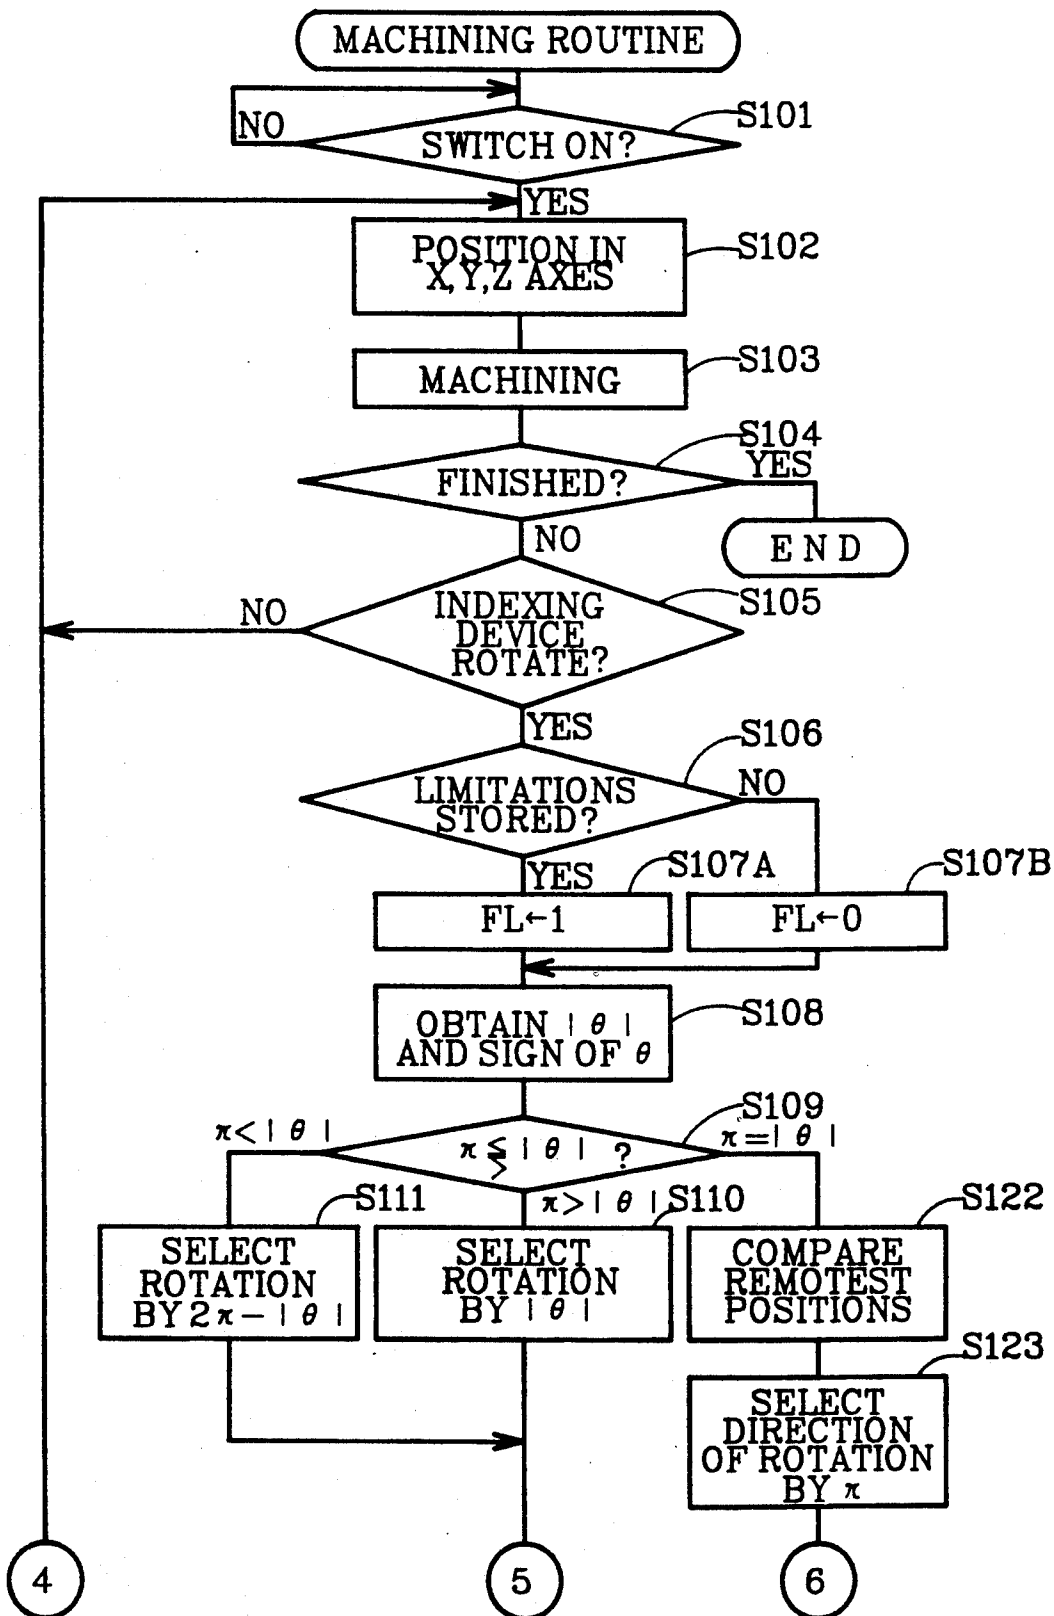 MACHINING ROUTINE
NO
SWITCH ON?
S101
YES
POSITION IN
X,Y,Z AXES
S102
MACHINING
S103
S104
FINISHED?
YES
END
NO
INDEXING
DEVICE
ROTATE?
S105
NO
YES
LIMITATIONS
STORED?
S106
NO
YES
S107A
FL←1
S107B
FL←0
OBTAIN |θ|
AND SIGN OF θ
S108
π<|θ|
π⪋|θ| ?
S109
π=|θ|
π>|θ|
S111
SELECT
ROTATION
BY 2π-|θ|
S110
SELECT
ROTATION
BY |θ|
S122
COMPARE
REMOTEST
POSITIONS
S123
SELECT
DIRECTION
OF ROTATION
BY π
4
5
6